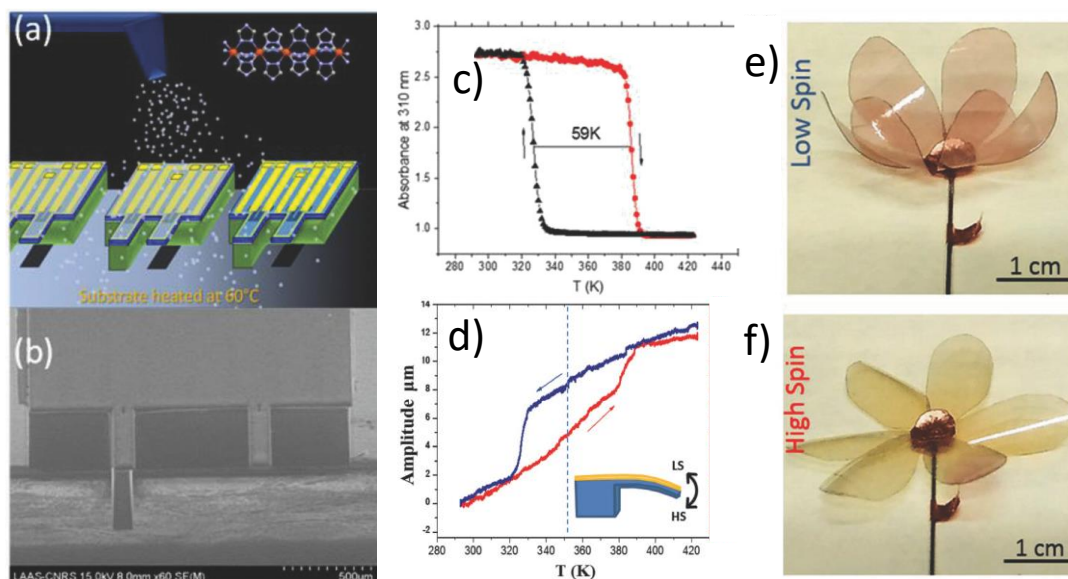 (a)
Substrate heated at 60°C
(b)
LAAS-CNRS 15.0kV 8.0mm x60 SE(M)
500um
c)
Absorbance at 310 nm
3.0
2.5
2.0
1.5
1.0
59K
280 300 320 340 360 380 400 420 440
T (K)
d)
Amplitude µm
14
12
10
8
6
4
2
0
-2
LS
HS
280 300 320 340 360 380 400 420
T (K)
e)
Low Spin
1 cm
f)
High Spin
1 cm